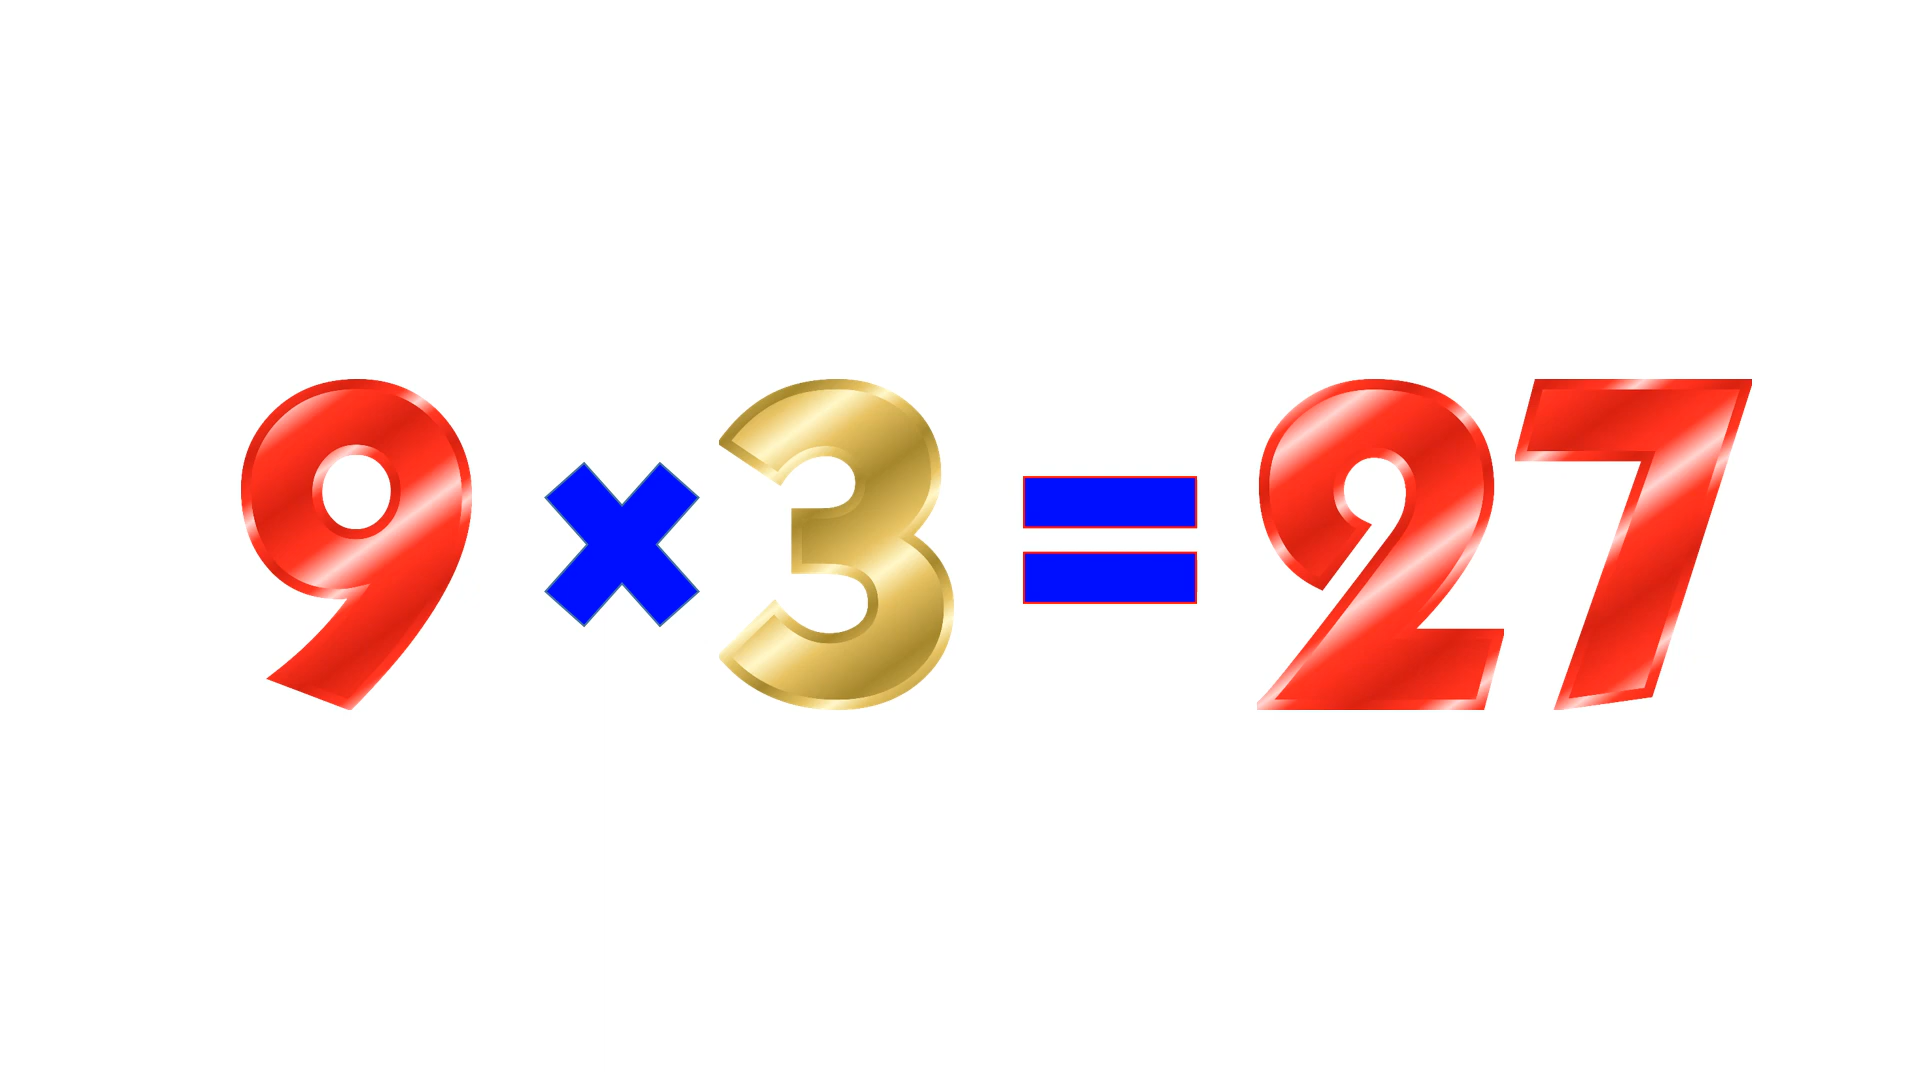 9 × 3 = 27